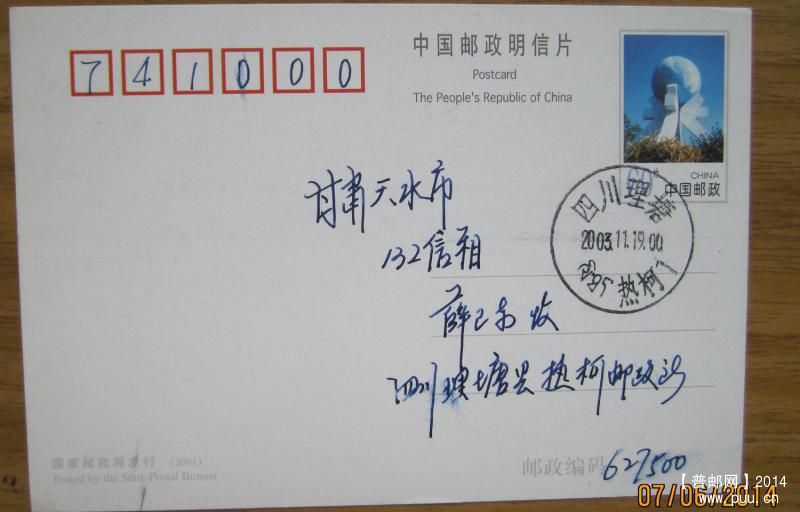 741000
中国邮政明信片
Postcard
The People's Republic of China
CHINA
中国邮政
60
四川理塘
2003.11.19.00
热柯1
甘肃天水市
132信箱
薛 收
四川理塘县热柯邮政所
国家邮政局发行 (2001)
Issued by the State Postal Bureau
邮政编码 627500
【普邮网】2014
www.puu.cn
07/06/2014